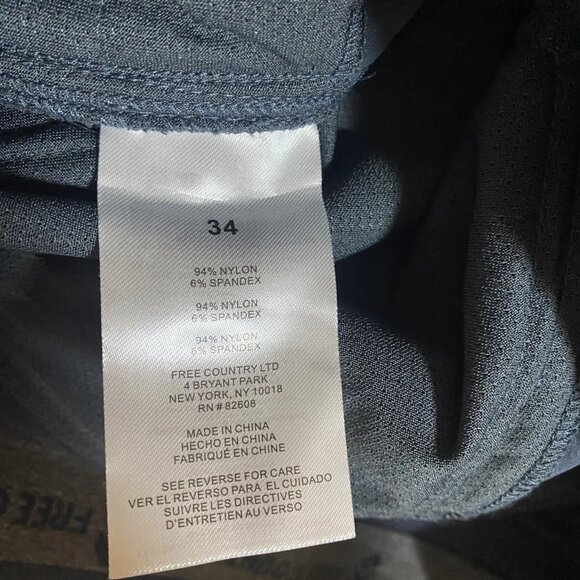 34
94% NYLON
6% SPANDEX
94% NYLON
6% SPANDEX
94% NYLON
6% SPANDEX
FREE COUNTRY LTD
4 BRYANT PARK
NEW YORK, NY 10018
RN # 82608
MADE IN CHINA
HECHO EN CHINA
FABRIQUÉ EN CHINE
SEE REVERSE FOR CARE
VER EL REVERSO PARA EL CUIDADO
SUIVRE LES DIRECTIVES
D'ENTRETIEN AU VERSO
FREE